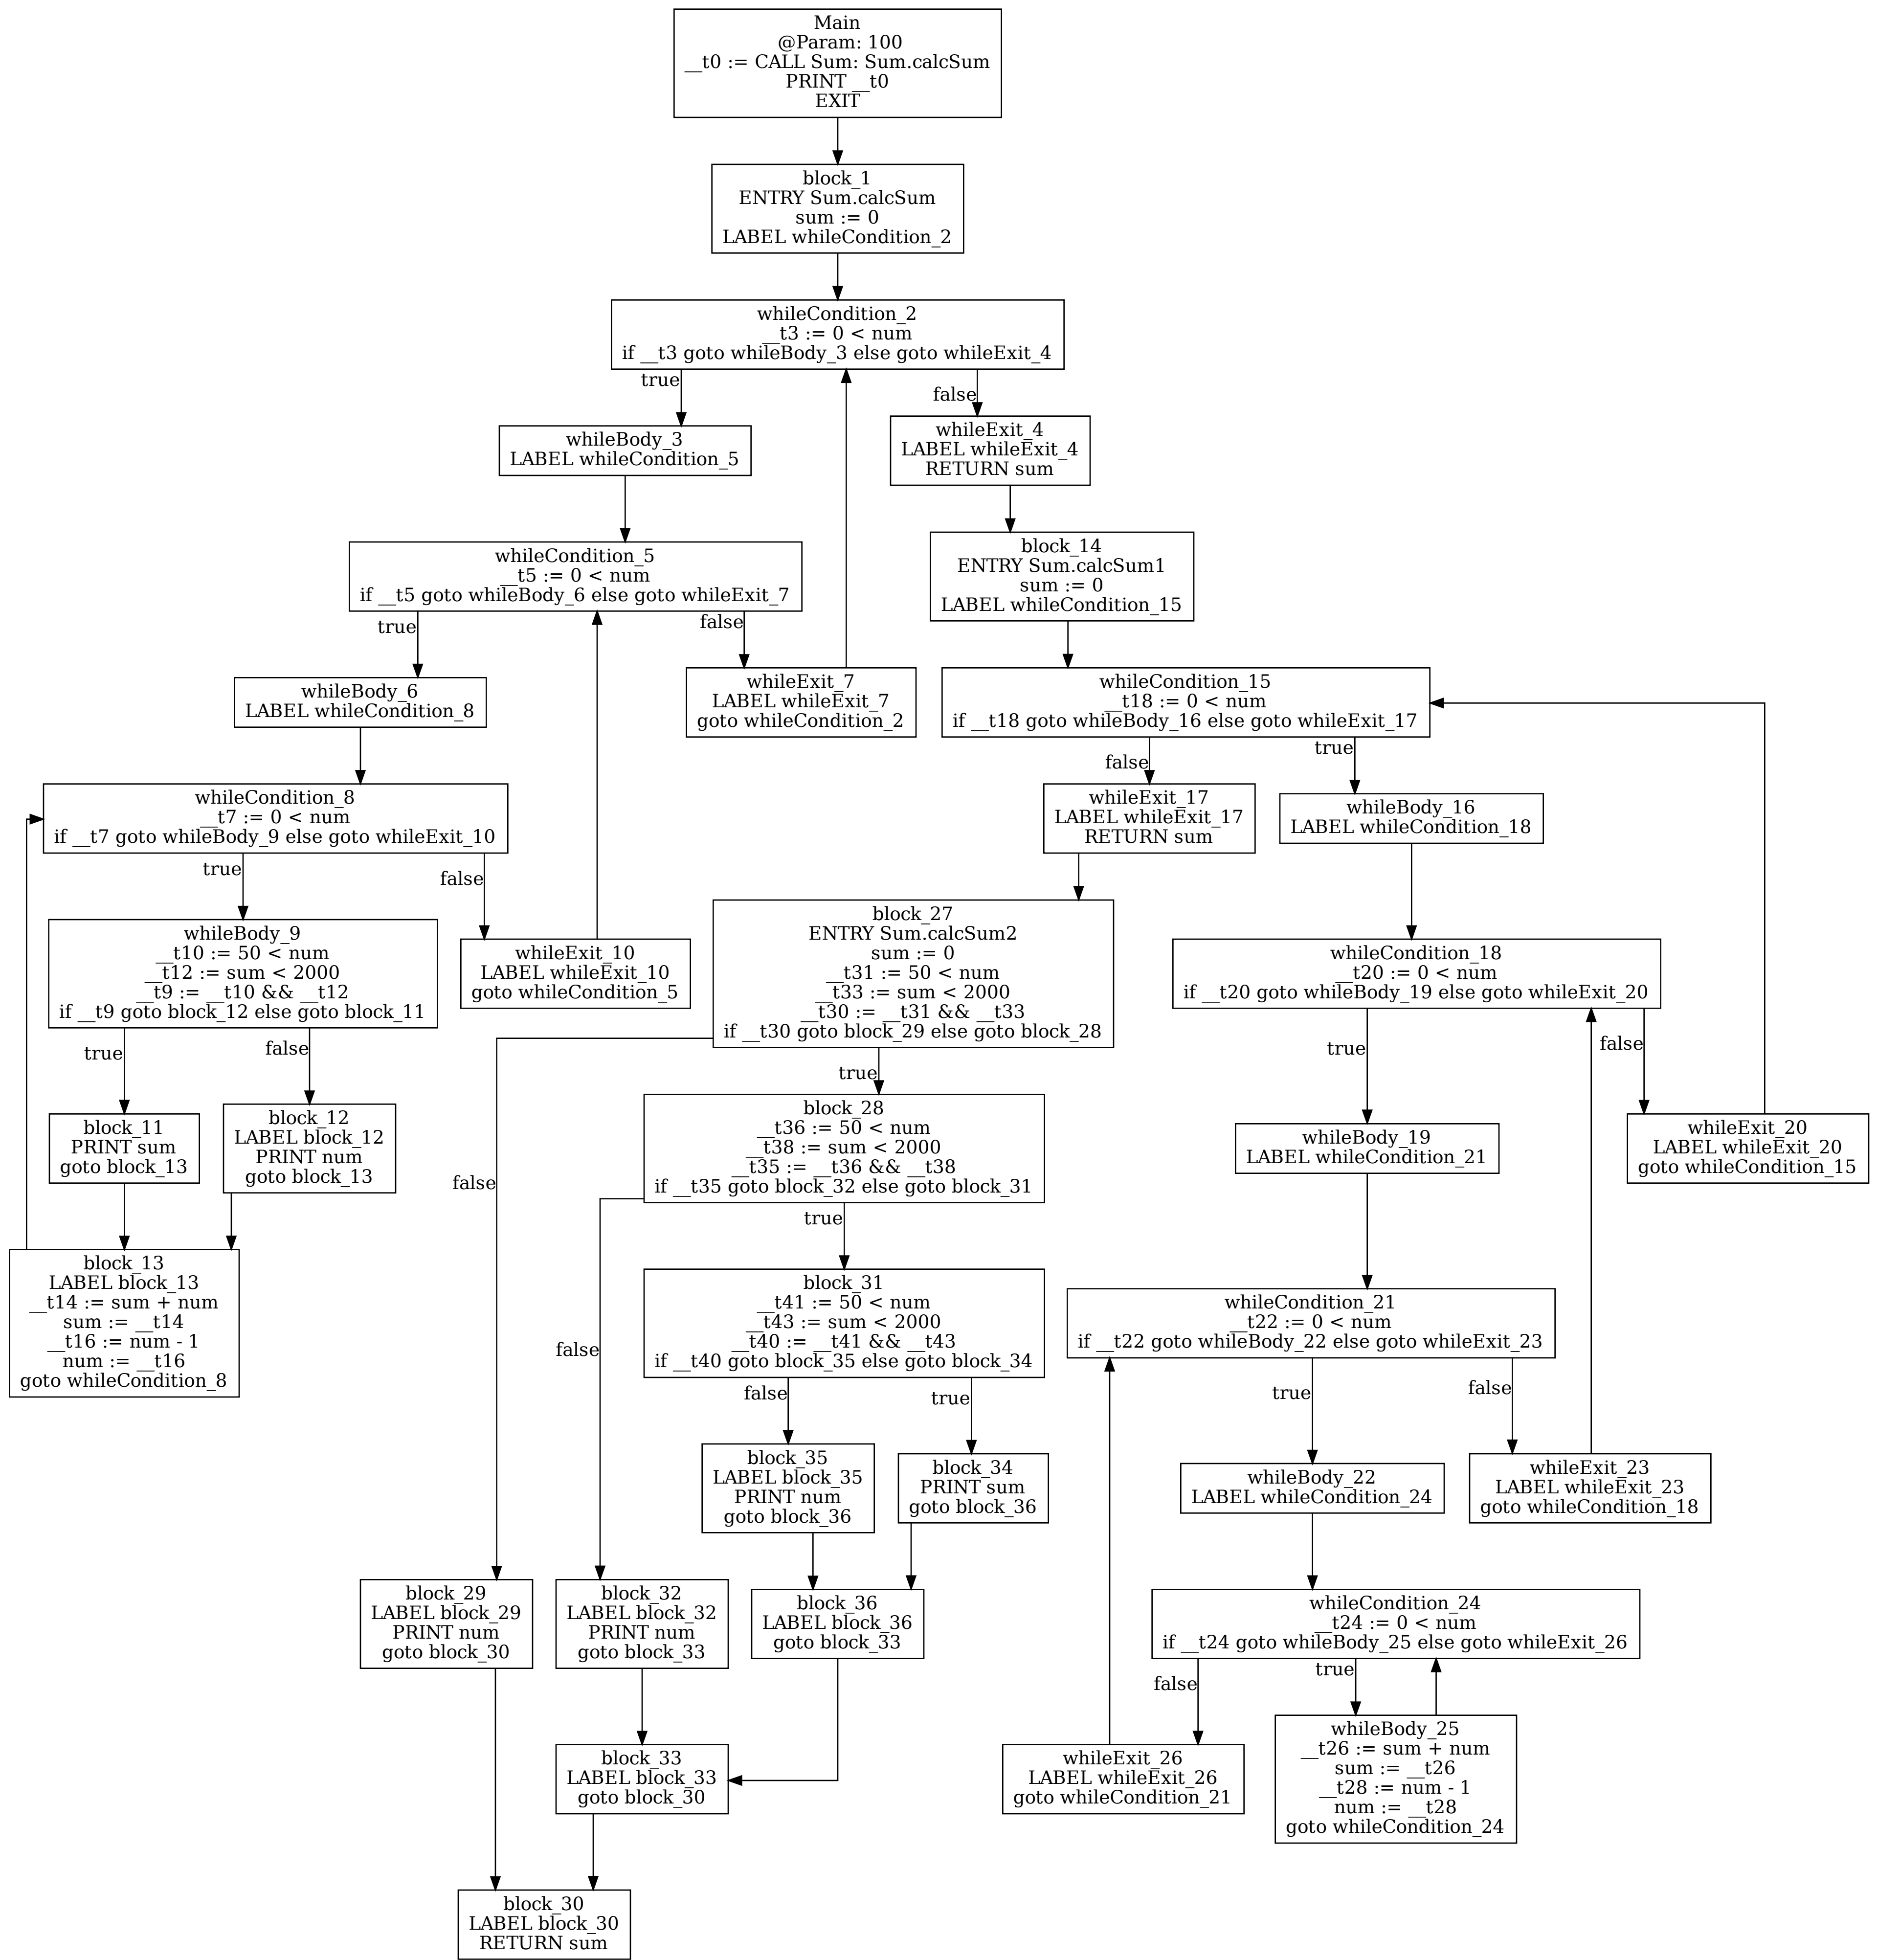 Main
@Param: 100
__t0 := CALL Sum: Sum.calcSum
PRINT __t0
EXIT
block_1
ENTRY Sum.calcSum
sum := 0
LABEL whileCondition_2
whileCondition_2
__t3 := 0 < num
if __t3 goto whileBody_3 else goto whileExit_4
true
false
whileBody_3
LABEL whileCondition_5
whileExit_4
LABEL whileExit_4
RETURN sum
whileCondition_5
__t5 := 0 < num
if __t5 goto whileBody_6 else goto whileExit_7
true
false
block_14
ENTRY Sum.calcSum1
sum := 0
LABEL whileCondition_15
whileBody_6
LABEL whileCondition_8
whileExit_7
LABEL whileExit_7
goto whileCondition_2
whileCondition_15
__t18 := 0 < num
if __t18 goto whileBody_16 else goto whileExit_17
false
true
whileCondition_8
__t7 := 0 < num
if __t7 goto whileBody_9 else goto whileExit_10
true
false
whileExit_17
LABEL whileExit_17
RETURN sum
whileBody_16
LABEL whileCondition_18
whileBody_9
__t10 := 50 < num
__t12 := sum < 2000
__t9 := __t10 && __t12
if __t9 goto block_12 else goto block_11
true
false
whileExit_10
LABEL whileExit_10
goto whileCondition_5
block_27
ENTRY Sum.calcSum2
sum := 0
__t31 := 50 < num
__t33 := sum < 2000
__t30 := __t31 && __t33
if __t30 goto block_29 else goto block_28
false
true
whileCondition_18
__t20 := 0 < num
if __t20 goto whileBody_19 else goto whileExit_20
true
false
block_11
PRINT sum
goto block_13
block_12
LABEL block_12
PRINT num
goto block_13
block_28
__t36 := 50 < num
__t38 := sum < 2000
__t35 := __t36 && __t38
if __t35 goto block_32 else goto block_31
false
true
whileBody_19
LABEL whileCondition_21
whileExit_20
LABEL whileExit_20
goto whileCondition_15
block_13
LABEL block_13
__t14 := sum + num
sum := __t14
__t16 := num - 1
num := __t16
goto whileCondition_8
block_31
__t41 := 50 < num
__t43 := sum < 2000
__t40 := __t41 && __t43
if __t40 goto block_35 else goto block_34
false
true
whileCondition_21
__t22 := 0 < num
if __t22 goto whileBody_22 else goto whileExit_23
true
false
block_35
LABEL block_35
PRINT num
goto block_36
block_34
PRINT sum
goto block_36
whileBody_22
LABEL whileCondition_24
whileExit_23
LABEL whileExit_23
goto whileCondition_18
block_29
LABEL block_29
PRINT num
goto block_30
block_32
LABEL block_32
PRINT num
goto block_33
block_36
LABEL block_36
goto block_33
whileCondition_24
__t24 := 0 < num
if __t24 goto whileBody_25 else goto whileExit_26
false
true
block_33
LABEL block_33
goto block_30
whileExit_26
LABEL whileExit_26
goto whileCondition_21
whileBody_25
__t26 := sum + num
sum := __t26
__t28 := num - 1
num := __t28
goto whileCondition_24
block_30
LABEL block_30
RETURN sum